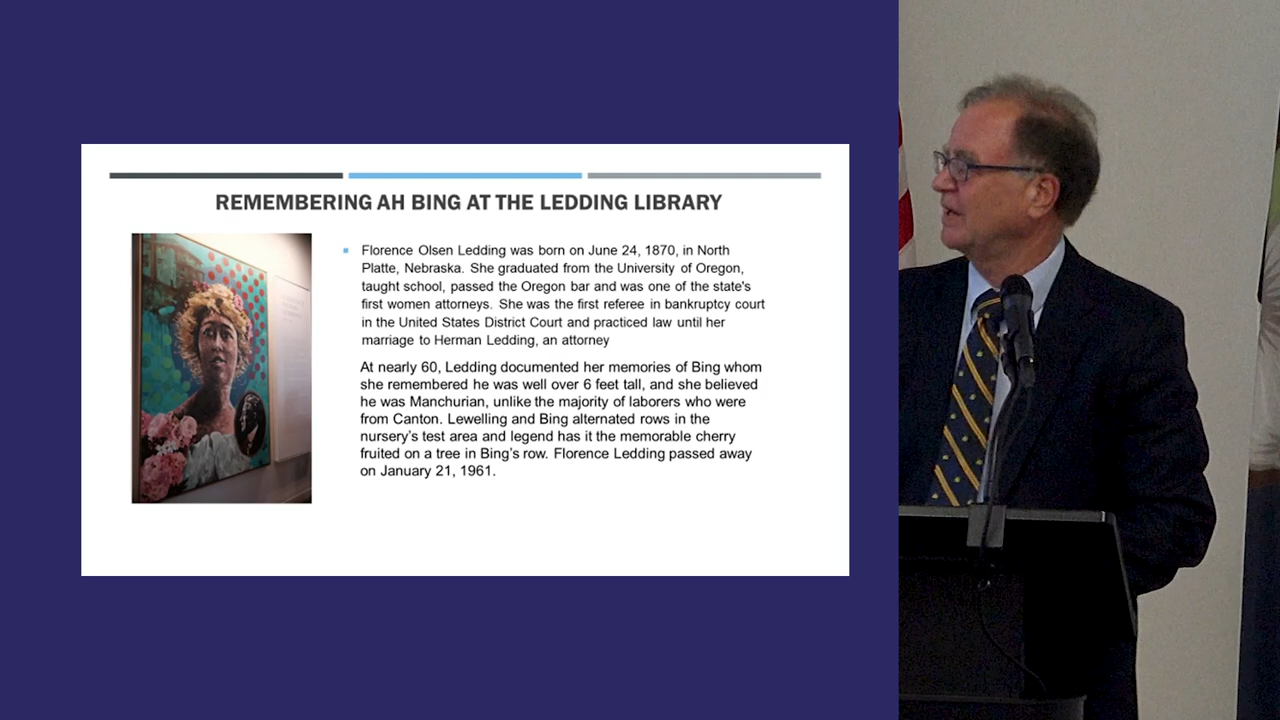 REMEMBERING AH BING AT THE LEDDING LIBRARY
Florence Olsen Ledding was born on June 24, 1870, in North
Platte, Nebraska. She graduated from the University of Oregon,
taught school, passed the Oregon bar and was one of the state's
first women attorneys. She was the first referee in bankruptcy court
in the United States District Court and practiced law until her
marriage to Herman Ledding, an attorney
At nearly 60, Ledding documented her memories of Bing whom
she remembered he was well over 6 feet tall, and she believed
he was Manchurian, unlike the majority of laborers who were
from Canton. Lewelling and Bing alternated rows in the
nursery's test area and legend has it the memorable cherry
fruited on a tree in Bing's row. Florence Ledding passed away
on January 21, 1961.